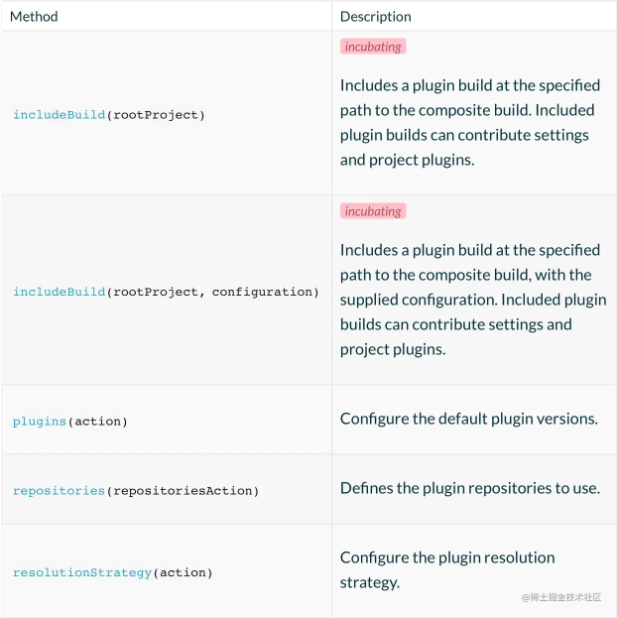 Method Description
incubating
Includes a plugin build at the specified
path to the composite build. Included
includeBuild(rootProject)
plugin builds can contribute settings
and project plugins.
incubating
Includes a plugin build at the specified
path to the composite build, with the
includeBuild(rootProject, configuration)
supplied configuration. Included plugin
builds can contribute settings and
project plugins.
plugins(action)
Configure the default plugin versions.
repositories(repositoriesAction)
Defines the plugin repositories to use.
resolutionStrategy(action)
Configure the plugin resolution
strategy.
@稀土掘金技术社区